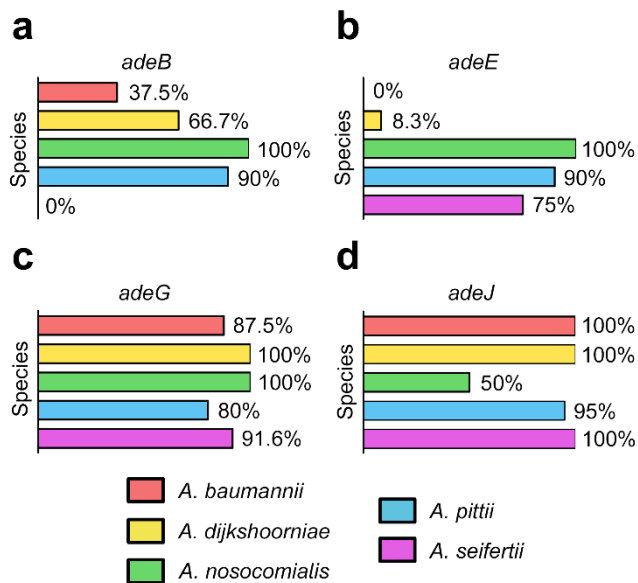 a
adeB
Species
37.5%
66.7%
100%
90%
0%
b
adeE
Species
0%
8.3%
100%
90%
75%
c
adeG
Species
87.5%
100%
100%
80%
91.6%
d
adeJ
Species
100%
100%
50%
95%
100%
A. baumannii
A. dijkshoorniae
A. nosocomialis
A. pittii
A. seifertii